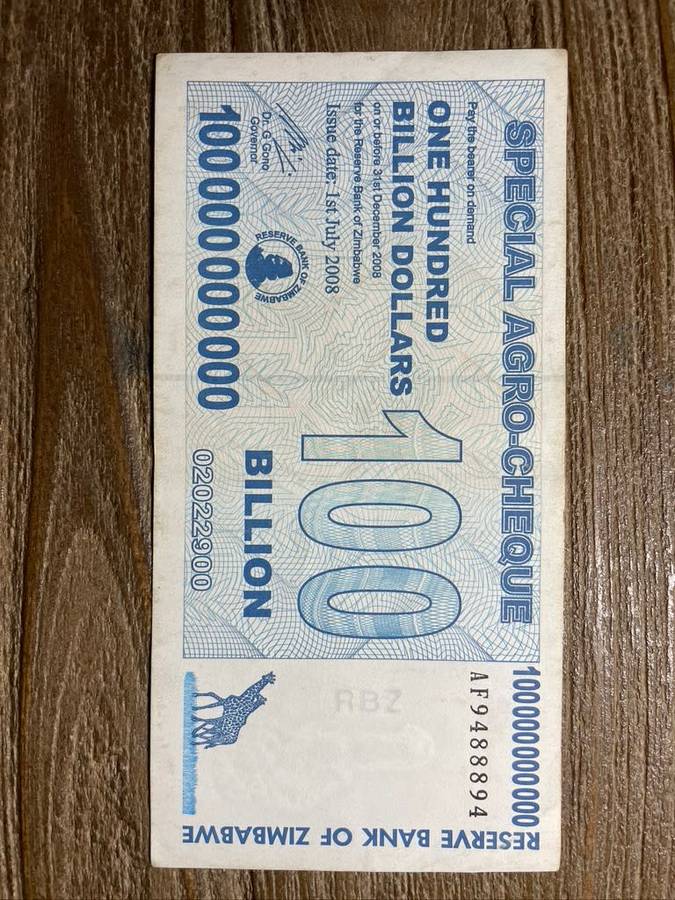 SPECIAL AGRO-CHEQUE
Pay the bearer on demand
ONE HUNDRED
BILLION DOLLARS
on or before 31st December 2008
for the Reserve Bank of Zimbabwe
Issue date: 1st July 2008
Dr. G Gono
Governor
RESERVE BANK OF ZIMBABWE
100 000 000 000
100
BILLION
02022900
100000000000
AF9488894
RBZ
RESERVE BANK OF ZIMBABWE